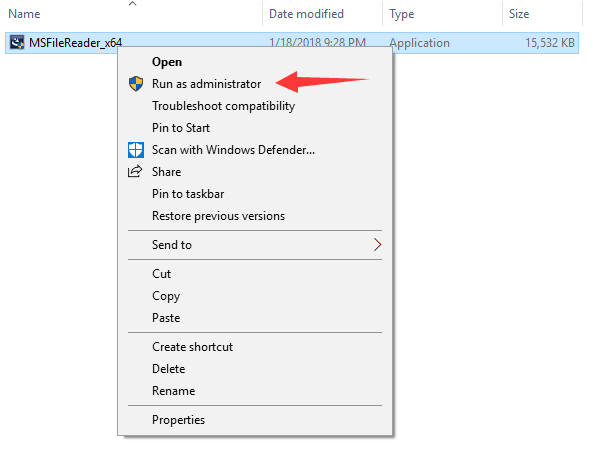 Name Date modified Type Size
MSFileReader_x64 1/18/2018 9:28 PM Application 15,532 KB
Open
Run as administrator
Troubleshoot compatibility
Pin to Start
Scan with Windows Defender...
Share
Pin to taskbar
Restore previous versions
Send to
Cut
Copy
Paste
Create shortcut
Delete
Rename
Properties